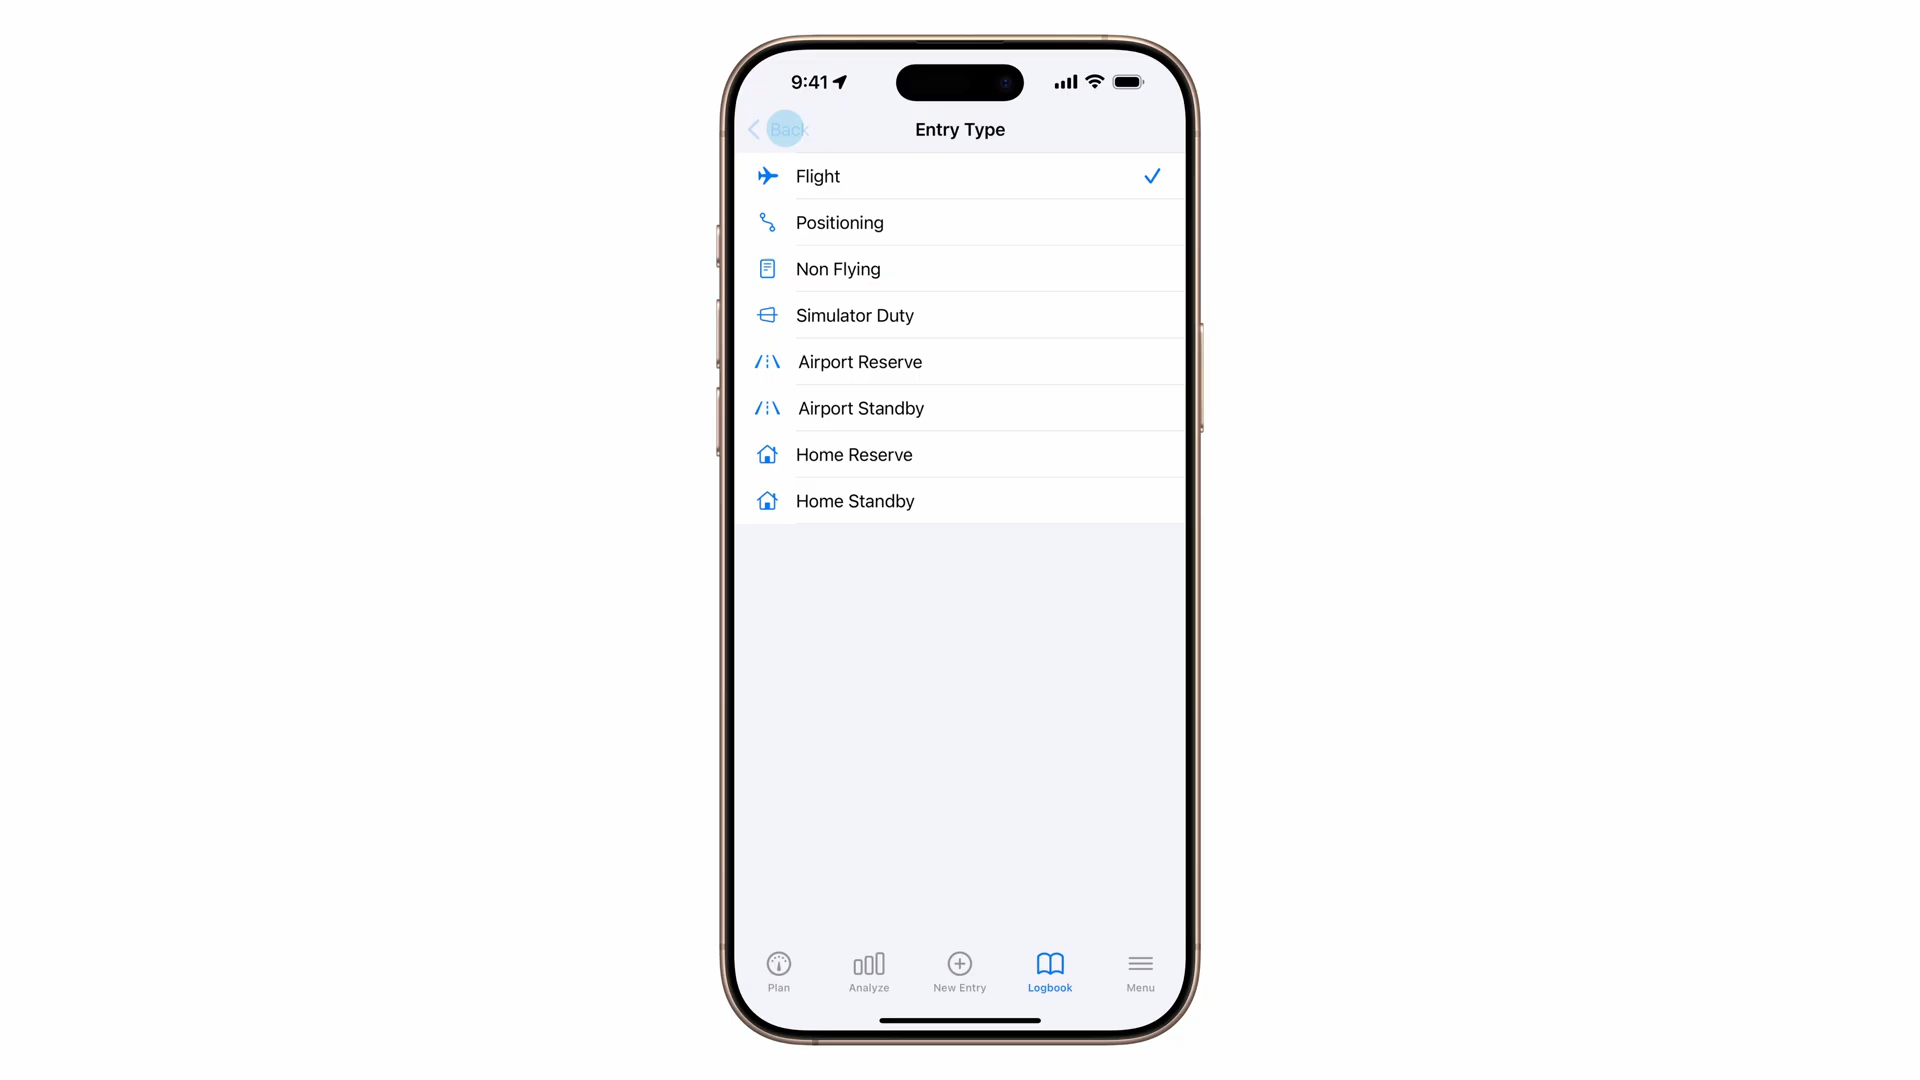 9:41
Back
Entry Type
Flight
Positioning
Non Flying
Simulator Duty
Airport Reserve
Airport Standby
Home Reserve
Home Standby
Plan
Analyze
New Entry
Logbook
Menu